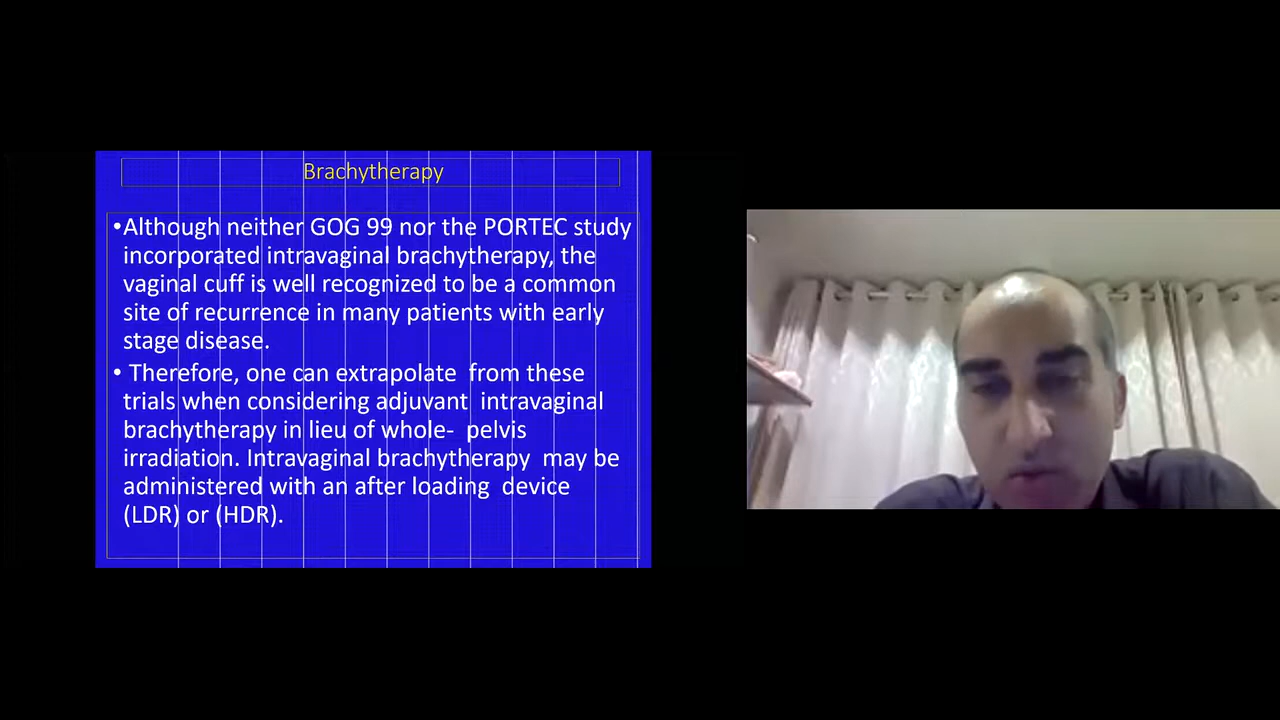 Brachytherapy
•Although neither GOG 99 nor the PORTEC study
incorporated intravaginal brachytherapy, the
vaginal cuff is well recognized to be a common
site of recurrence in many patients with early
stage disease.
• Therefore, one can extrapolate from these
trials when considering adjuvant intravaginal
brachytherapy in lieu of whole- pelvis
irradiation. Intravaginal brachytherapy may be
administered with an after loading device
(LDR) or (HDR).